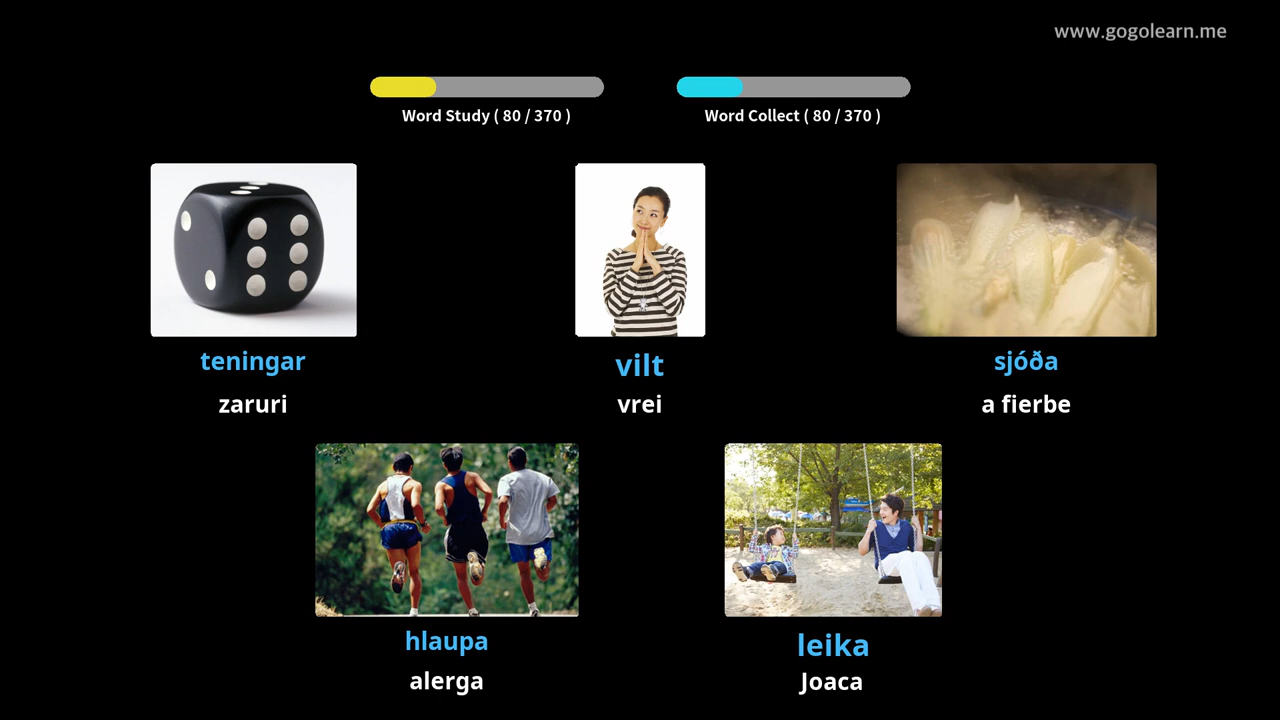 www.gogolearn.me
Word Study ( 80 / 370 )
Word Collect ( 80 / 370 )
teningar
zaruri
vilt
vrei
sjóða
a fierbe
hlaupa
alerga
leika
Joaca